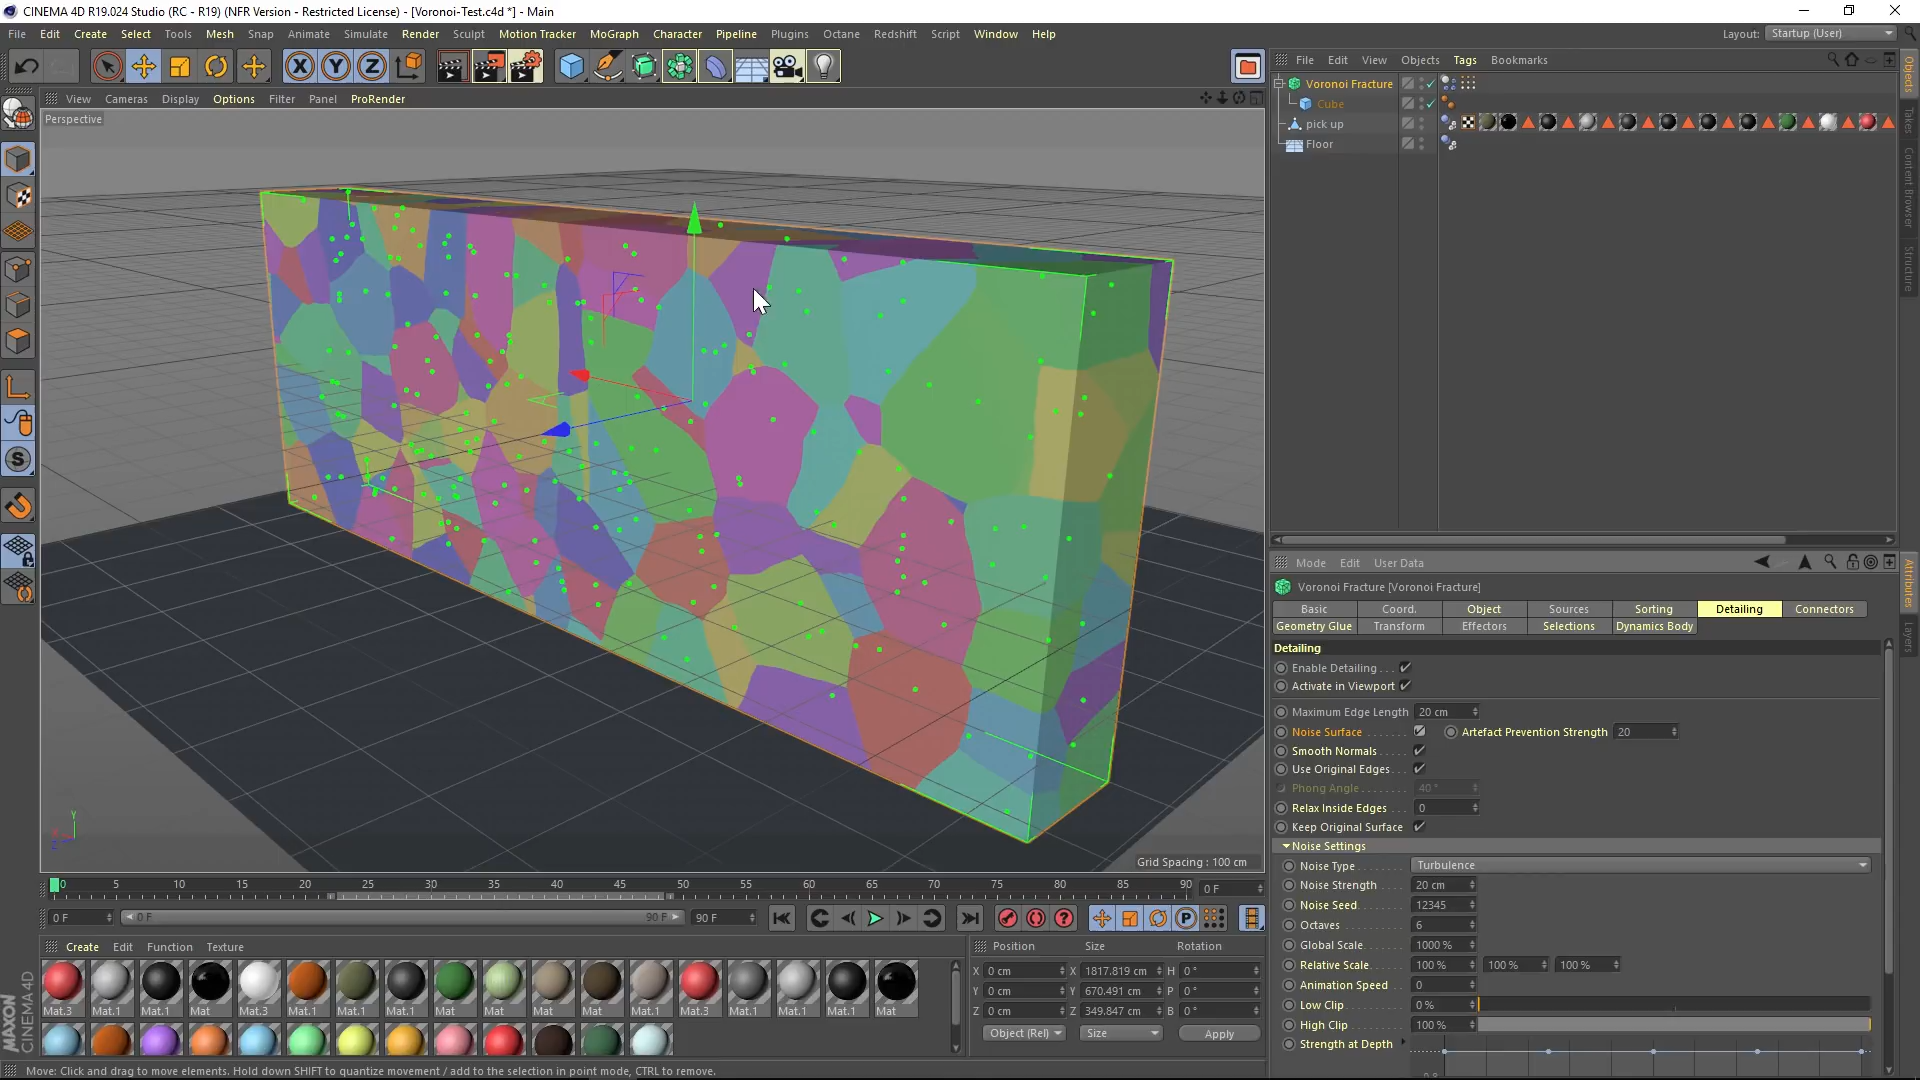 CINEMA 4D R19.024 Studio (RC - R19) (NFR Version - Restricted License) - [Voronoi-Test.c4d *] - Main
File Edit Create Select Tools Mesh Snap Animate Simulate Render Sculpt Motion Tracker MoGraph Character Pipeline Plugins Octane Redshift Script Window Help
Layout: Startup (User)
File Edit View Objects Tags Bookmarks
View Cameras Display Options Filter Panel ProRender
Perspective
Voronoi Fracture
Cube
pick up
Floor
Objects
Takes
Content Browser
Structure
Grid Spacing : 100 cm
X
Y
Z
Mode Edit User Data
Voronoi Fracture [Voronoi Fracture]
Basic Coord. Object Sources Sorting Detailing Connectors
Geometry Glue Transform Effectors Selections Dynamics Body
Attributes
Layers
Detailing
Enable Detailing . . .
Activate in Viewport
Maximum Edge Length 20 cm
Noise Surface Artefact Prevention Strength 20
Smooth Normals
Use Original Edges
Phong Angle 40 °
Relax Inside Edges 0
Keep Original Surface
Noise Settings
Noise Type Turbulence
Noise Strength 20 cm
Noise Seed 12345
Octaves 6
Global Scale 1000 %
Relative Scale 100 % 100 % 100 %
Animation Speed 0
Low Clip 0 %
High Clip 100 %
Strength at Depth
0.8
0 5 10 15 20 25 30 35 40 45 50 55 60 65 70 75 80 85 90
0 F
0 F 0 F 90 F 90 F
Create Edit Function Texture
Mat.3 Mat.1 Mat.1 Mat Mat.3 Mat.1 Mat.1 Mat.1 Mat Mat.1 Mat Mat Mat.1 Mat.3 Mat.1 Mat.1 Mat.1 Mat
Position Size Rotation
X 0 cm X 1817.819 cm H 0 °
Y 0 cm Y 670.491 cm P 0 °
Z 0 cm Z 349.847 cm B 0 °
Object (Rel) Size Apply
MAXON
CINEMA 4D
Move: Click and drag to move elements. Hold down SHIFT to quantize movement / add to the selection in point mode, CTRL to remove.